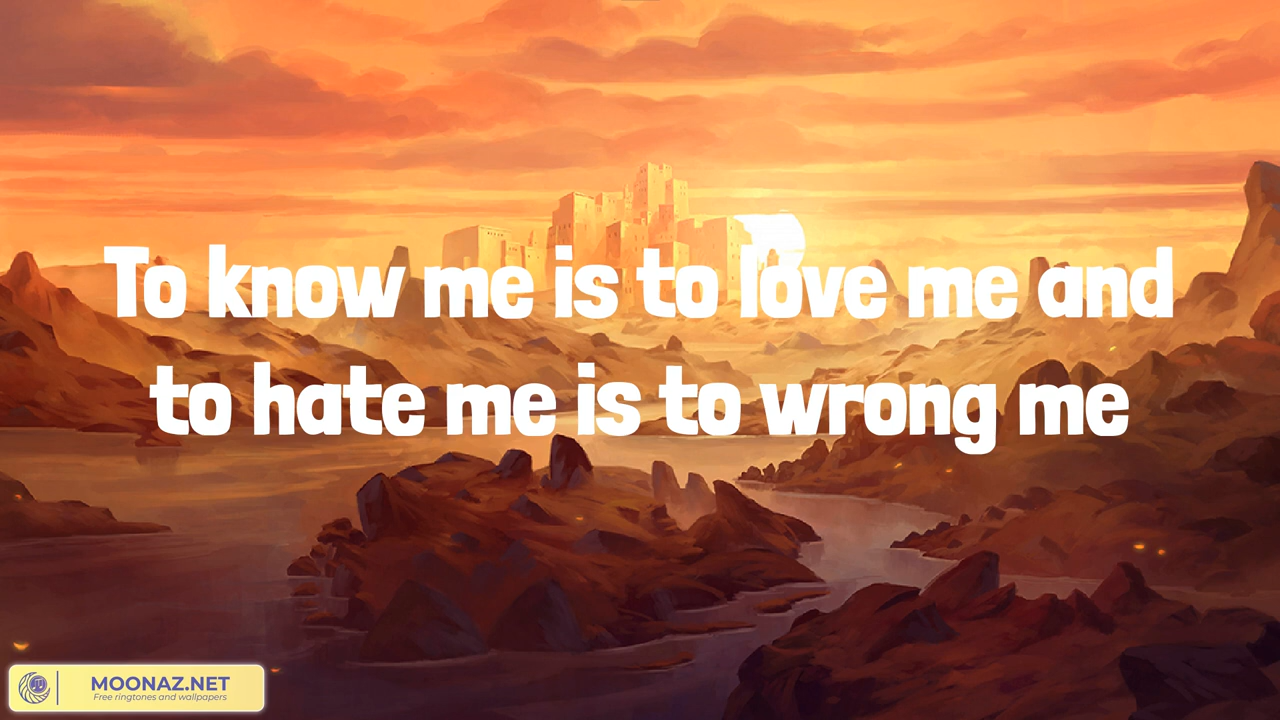 To know me is to love me and
to hate me is to wrong me
MOONAZ.NET
Free ringtones and wallpapers